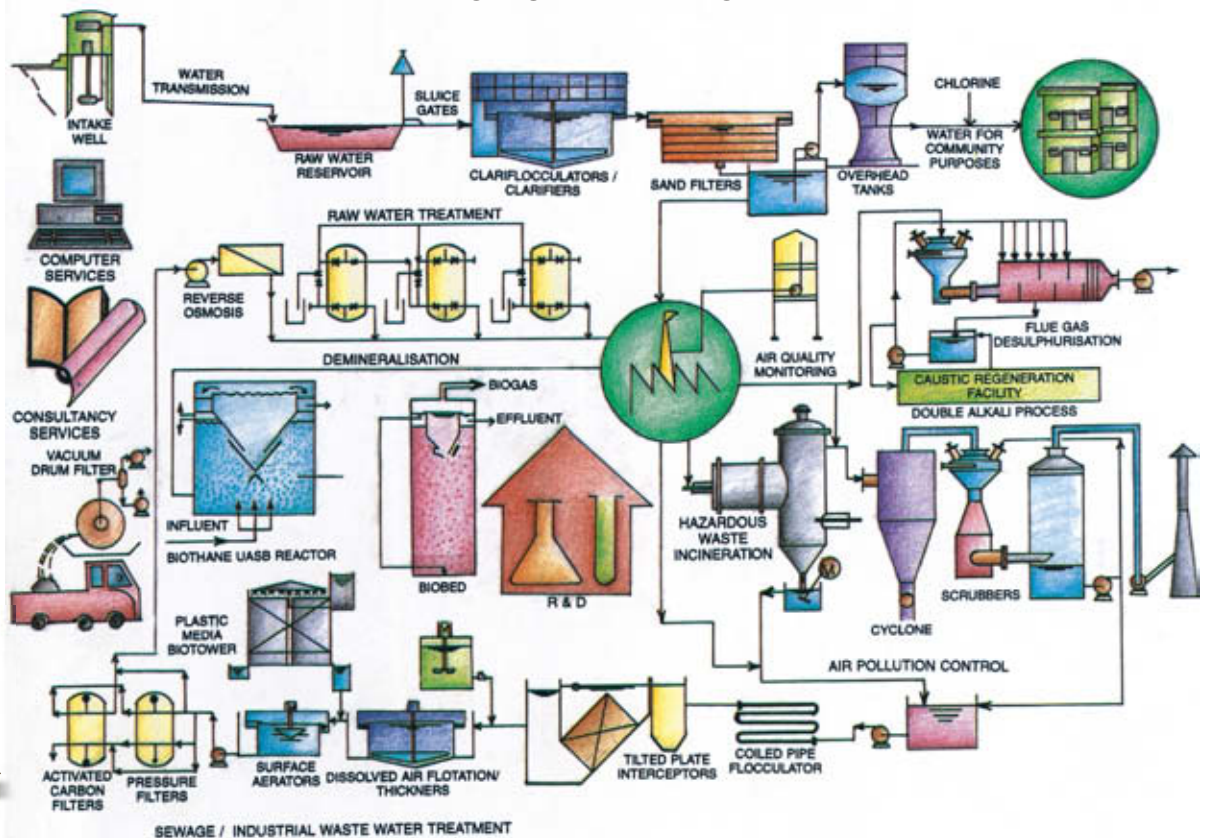 WATER
TRANSMISSION
INTAKE
WELL
SLUICE
GATES
RAW WATER
RESERVOIR
CLARIFLOCCULATORS /
CLARIFIERS
SAND FILTERS
OVERHEAD
TANKS
CHLORINE
WATER FOR
COMMUNITY
PURPOSES
COMPUTER
SERVICES
RAW WATER TREATMENT
REVERSE
OSMOSIS
DEMINERALISATION
AIR QUALITY
MONITORING
FLUE GAS
DESULPHURISATION
CAUSTIC REGENERATION
FACILITY
DOUBLE ALKALI PROCESS
CONSULTANCY
SERVICES
VACUUM
DRUM FILTER
INFLUENT
BIOTHANE UASB REACTOR
BIOGAS
EFFLUENT
BIOBED
R & D
HAZARDOUS
WASTE
INCINERATION
CYCLONE
SCRUBBERS
AIR POLLUTION CONTROL
PLASTIC
MEDIA
BIOTOWER
ACTIVATED
CARBON
FILTERS
PRESSURE
FILTERS
SURFACE
AERATORS
DISSOLVED AIR FLOTATION/
THICKNERS
TILTED PLATE
INTERCEPTORS
COILED PIPE
FLOCCULATOR
SEWAGE / INDUSTRIAL WASTE WATER TREATMENT